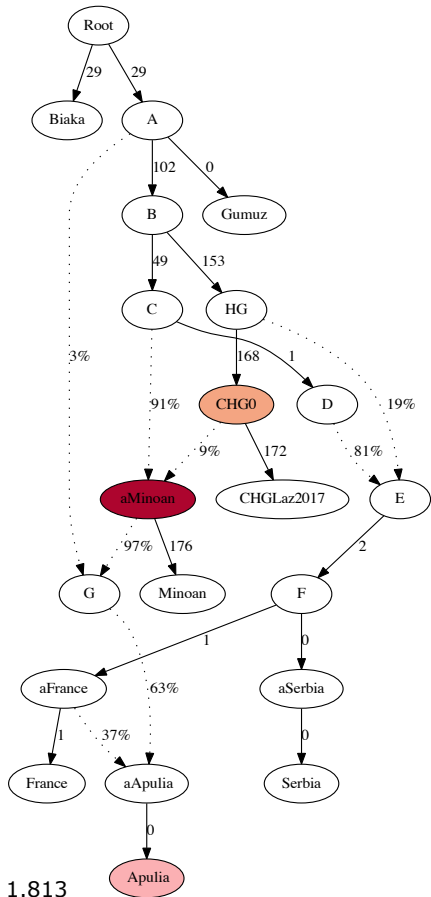 Root
29 29
Biaka A
102 0
B Gumuz
49 153
C HG
3% 168 1
91% CHG0 D 19%
9% 172 81%
aMinoan CHGLaz2017 E
97% 176 2
G Minoan F
1 0
aFrance 63% aSerbia
1 37% 0
France aApulia Serbia
0
1.813 Apulia